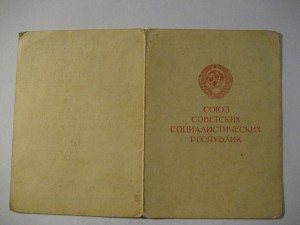 СОЮЗ
СОВЕТСКИХ
СОЦИАЛИСТИЧЕСКИХ
РЕСПУБЛИК